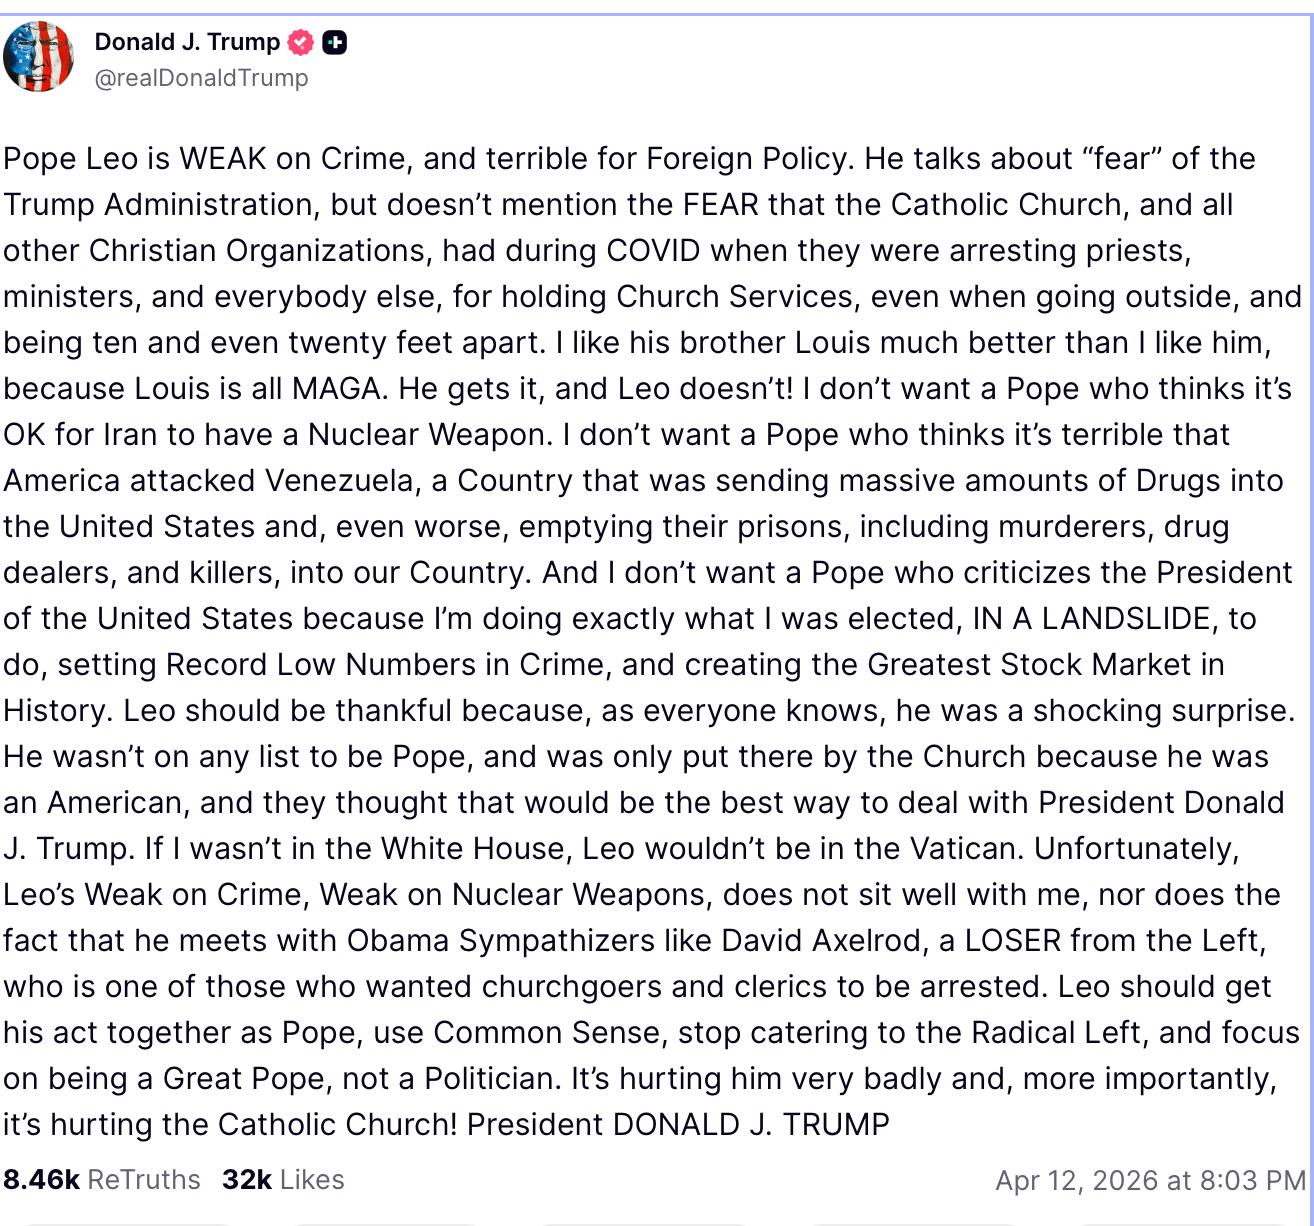 Donald J. Trump
@realDonaldTrump
Pope Leo is WEAK on Crime, and terrible for Foreign Policy. He talks about “fear” of the
Trump Administration, but doesn’t mention the FEAR that the Catholic Church, and all
other Christian Organizations, had during COVID when they were arresting priests,
ministers, and everybody else, for holding Church Services, even when going outside, and
being ten and even twenty feet apart. I like his brother Louis much better than I like him,
because Louis is all MAGA. He gets it, and Leo doesn’t! I don’t want a Pope who thinks it’s
OK for Iran to have a Nuclear Weapon. I don’t want a Pope who thinks it’s terrible that
America attacked Venezuela, a Country that was sending massive amounts of Drugs into
the United States and, even worse, emptying their prisons, including murderers, drug
dealers, and killers, into our Country. And I don’t want a Pope who criticizes the President
of the United States because I’m doing exactly what I was elected, IN A LANDSLIDE, to
do, setting Record Low Numbers in Crime, and creating the Greatest Stock Market in
History. Leo should be thankful because, as everyone knows, he was a shocking surprise.
He wasn’t on any list to be Pope, and was only put there by the Church because he was
an American, and they thought that would be the best way to deal with President Donald
J. Trump. If I wasn’t in the White House, Leo wouldn’t be in the Vatican. Unfortunately,
Leo’s Weak on Crime, Weak on Nuclear Weapons, does not sit well with me, nor does the
fact that he meets with Obama Sympathizers like David Axelrod, a LOSER from the Left,
who is one of those who wanted churchgoers and clerics to be arrested. Leo should get
his act together as Pope, use Common Sense, stop catering to the Radical Left, and focus
on being a Great Pope, not a Politician. It’s hurting him very badly and, more importantly,
it’s hurting the Catholic Church! President DONALD J. TRUMP
8.46k ReTruths 32k Likes Apr 12, 2026 at 8:03 PM